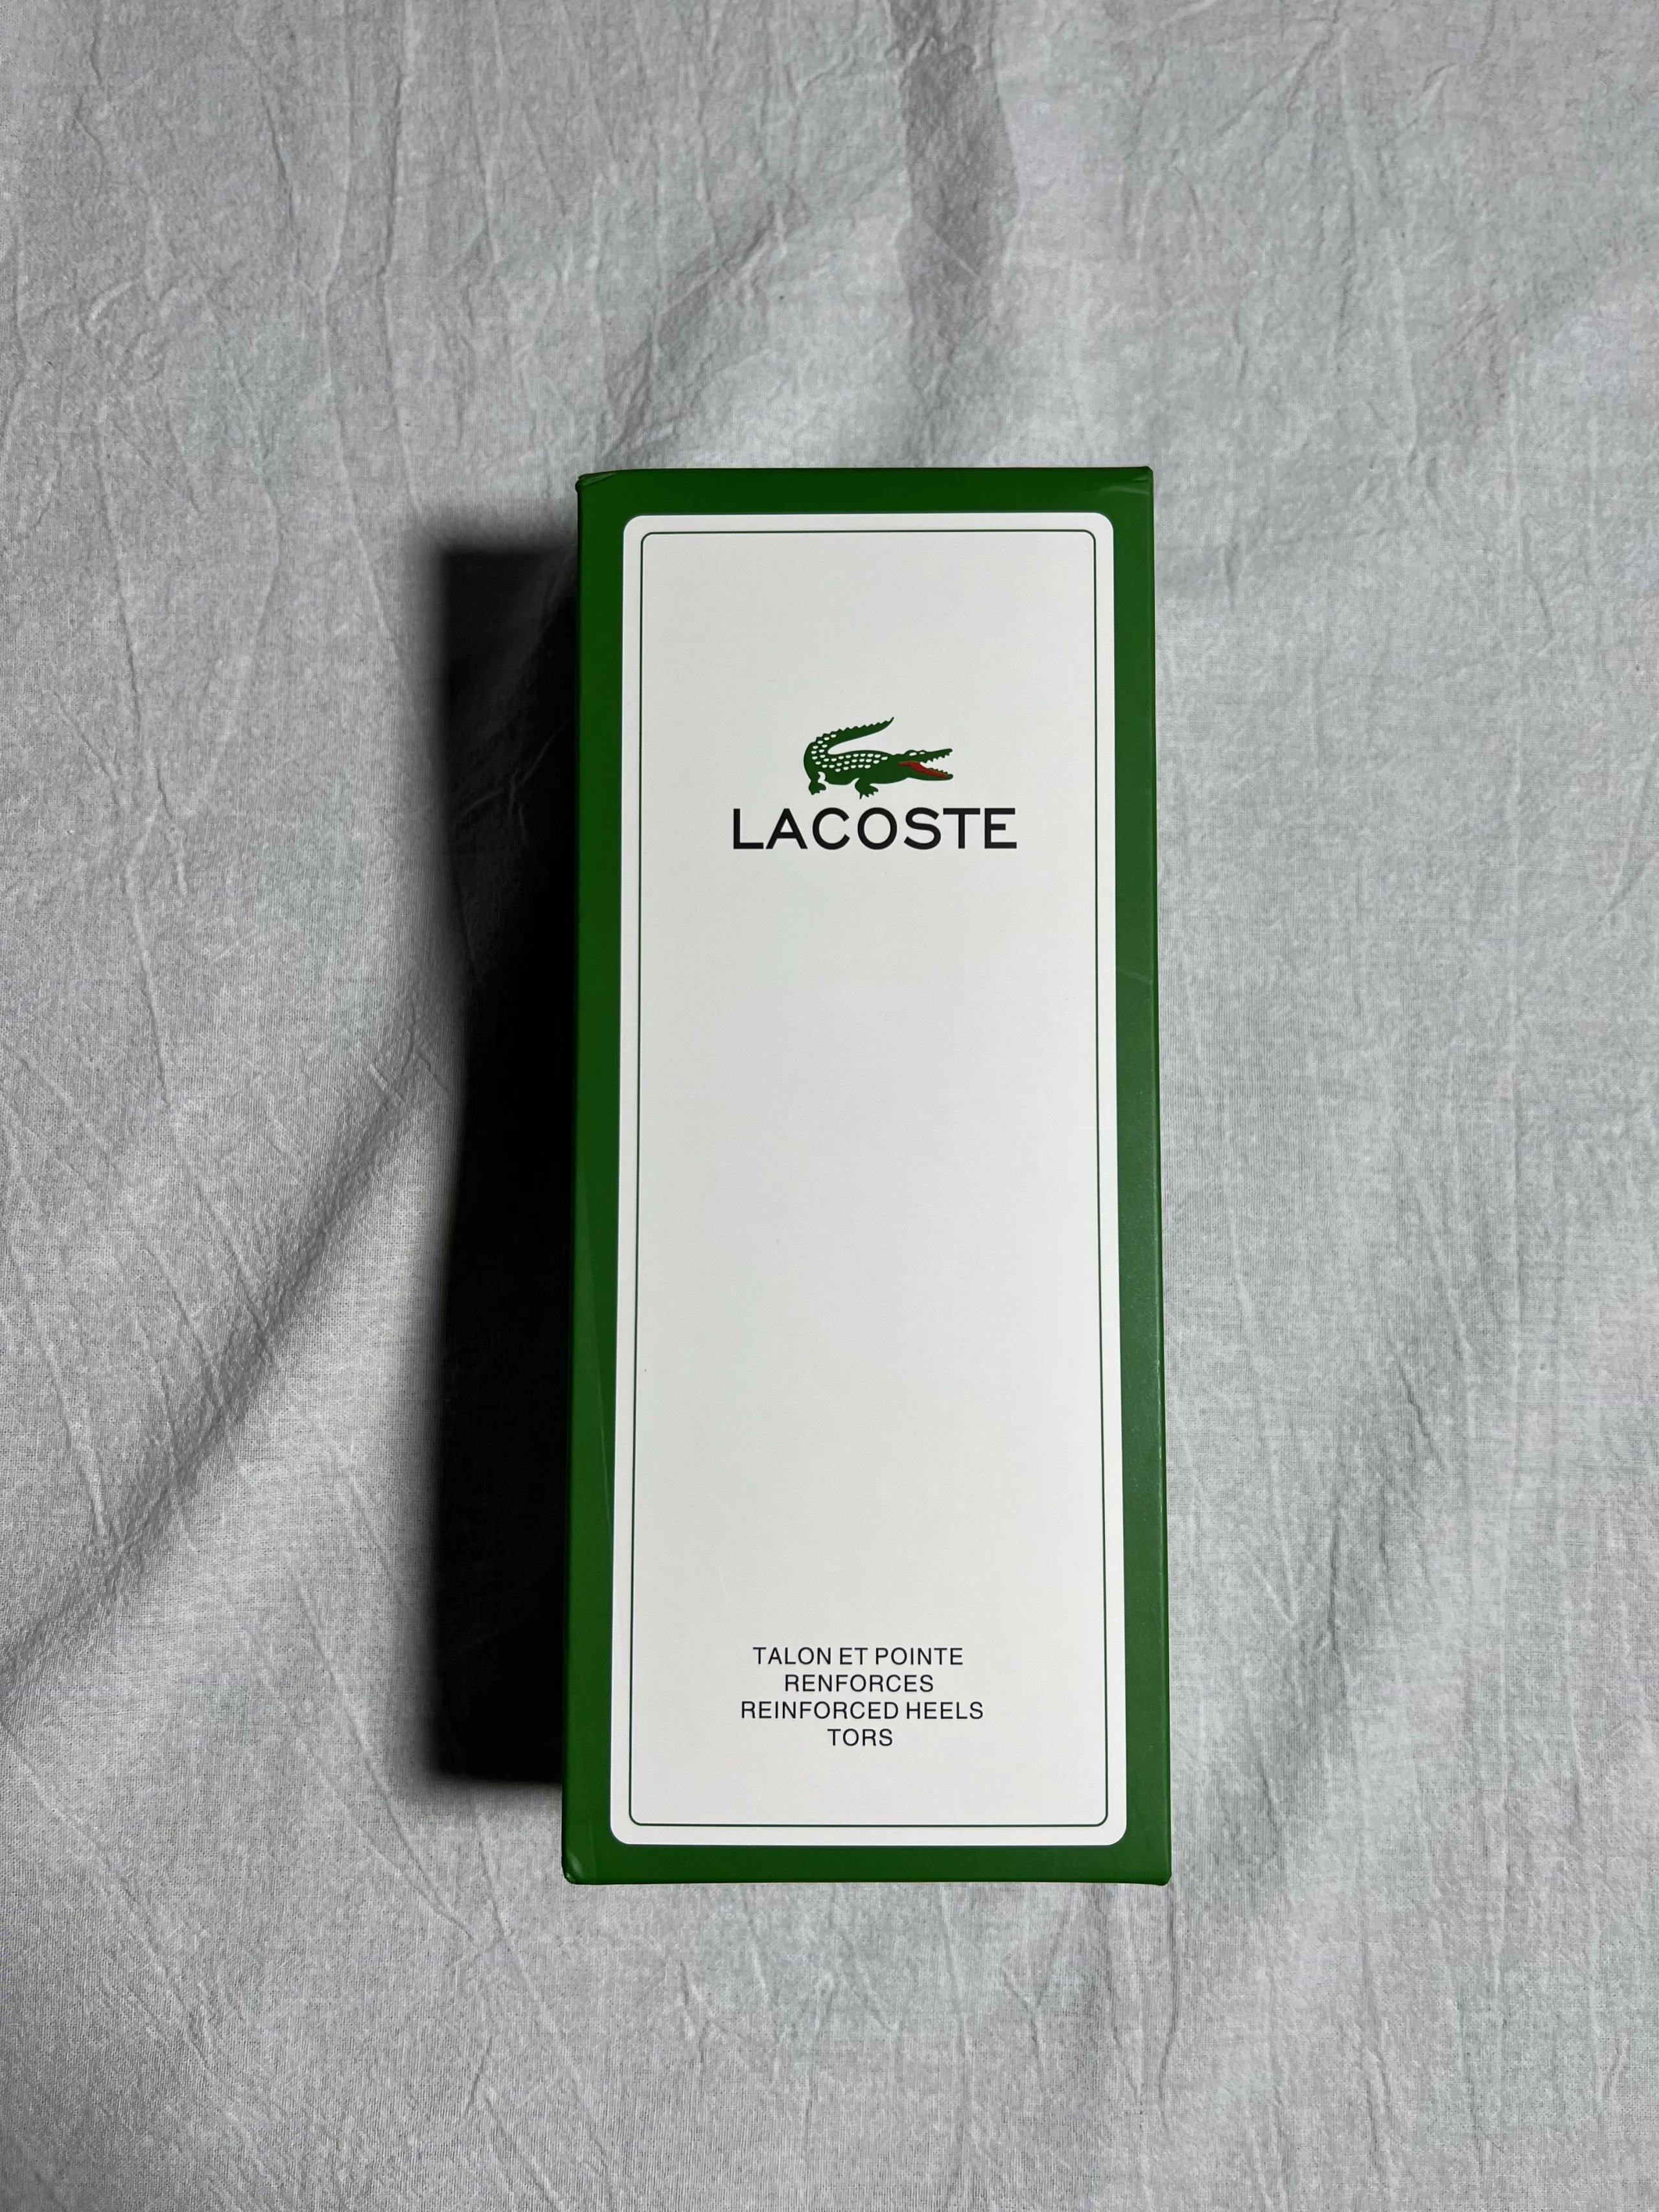 LACOSTE
TALON ET POINTE
RENFORCES
REINFORCED HEELS
TORS